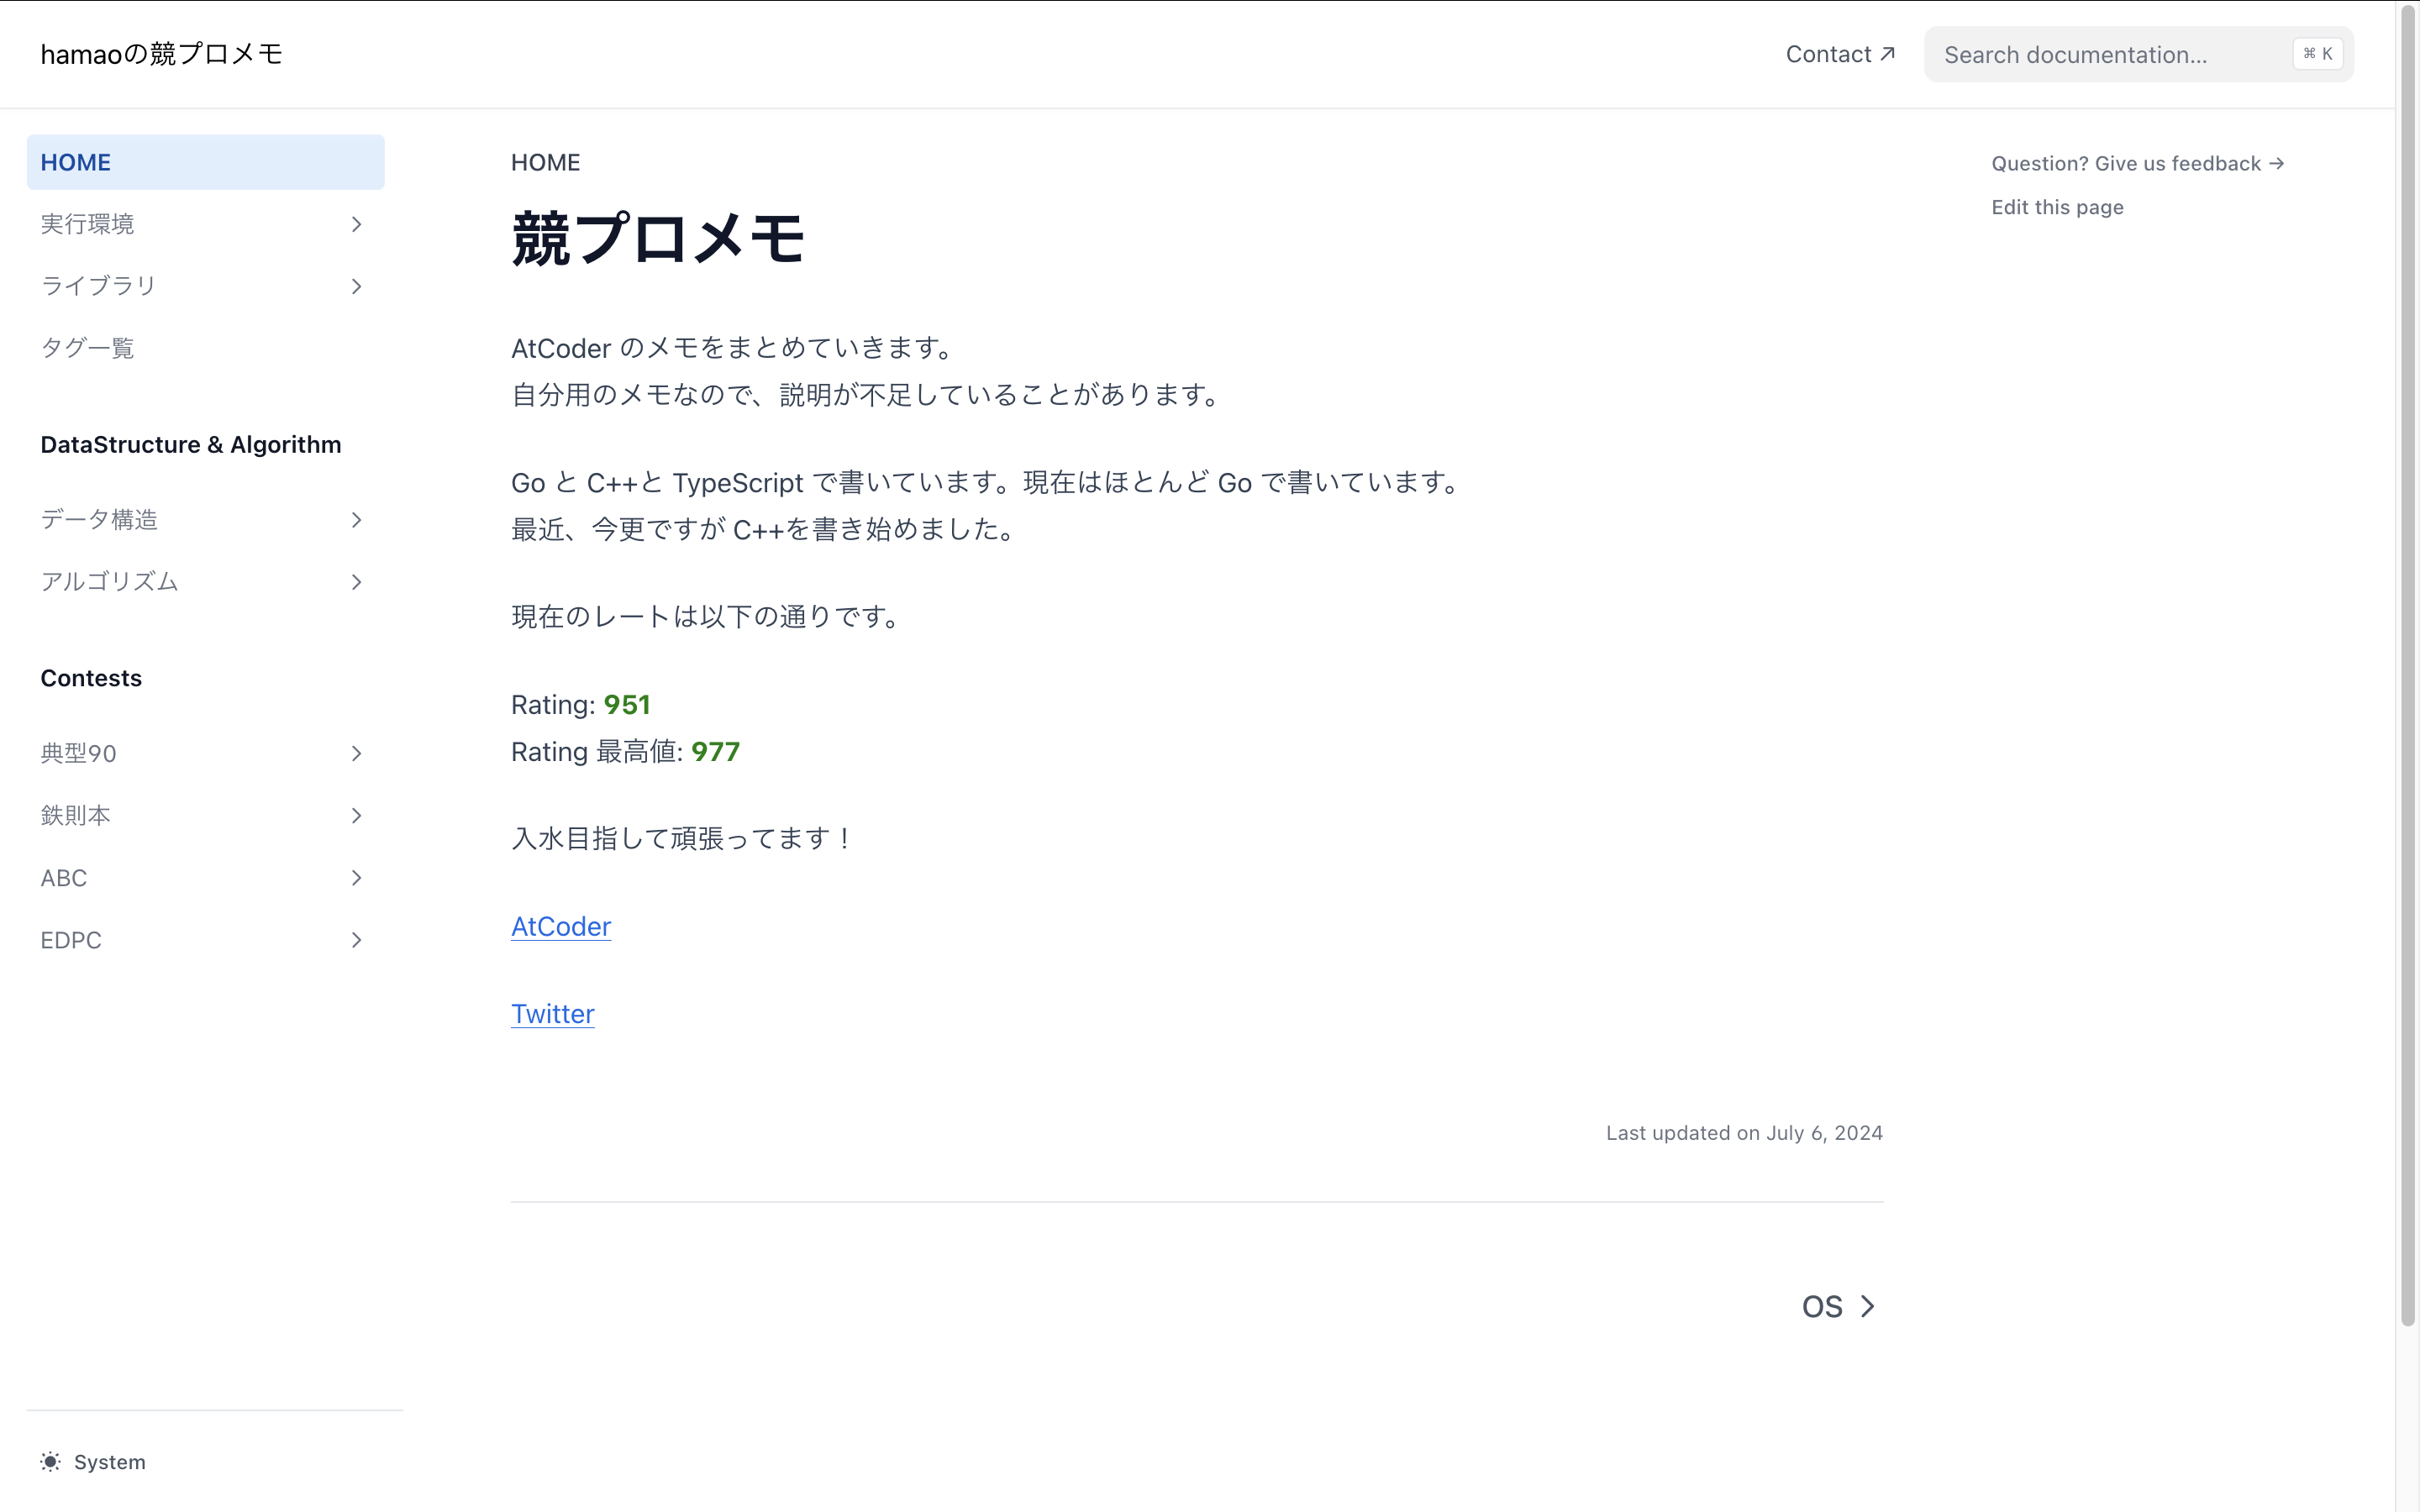 hamaoの競プロメモ
Contact ↗
Search documentation...
⌘ K
HOME
実行環境
ライブラリ
タグ一覧
DataStructure & Algorithm
データ構造
アルゴリズム
Contests
典型90
鉄則本
ABC
EDPC
System
HOME
競プロメモ
AtCoder のメモをまとめていきます。
自分用のメモなので、説明が不足していることがあります。
Go と C++と TypeScript で書いています。現在はほとんど Go で書いています。
最近、今更ですが C++を書き始めました。
現在のレートは以下の通りです。
Rating: 951
Rating 最高値: 977
入水目指して頑張ってます！
AtCoder
Twitter
Last updated on July 6, 2024
OS
Question? Give us feedback →
Edit this page